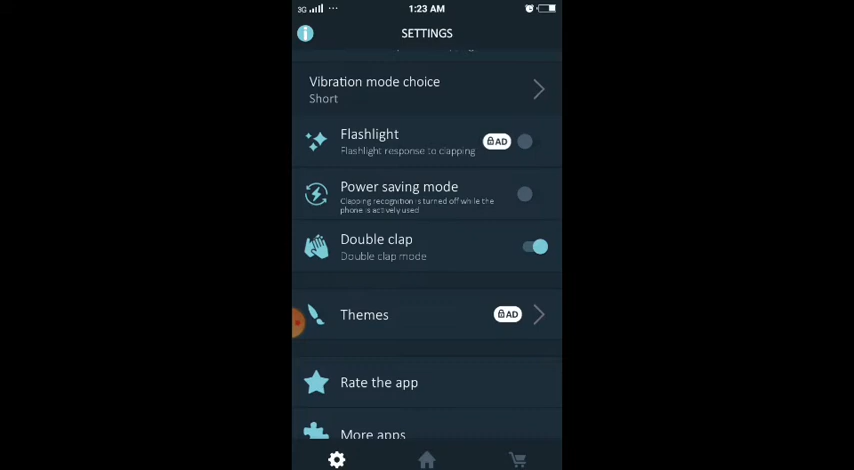 3G 1:23 AM
SETTINGS
Vibration mode choice
Short
Flashlight
AD
Flashlight response to clapping
Power saving mode
Clapping recognition is turned off while the
phone is actively used
Double clap
Double clap mode
Themes
AD
Rate the app
More apps